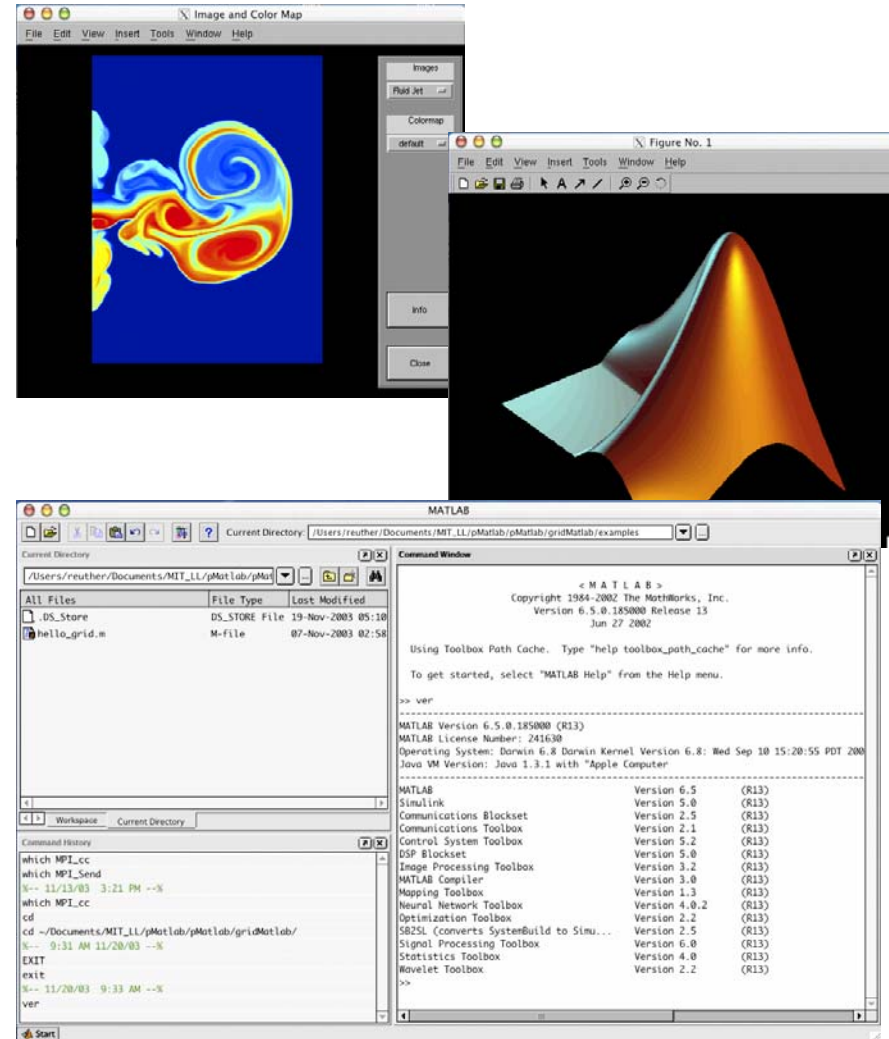 Image and Color Map
File Edit View Insert Tools Window Help
Images
Fluid Jet
Colormap
default
Info
Close
Figure No. 1
File Edit View Insert Tools Window Help
MATLAB
? Current Directory: /Users/reuther/Documents/MIT_LL/pMatlab/pMatlab/gridMatlab/examples
Current Directory
/Users/reuther/Documents/MIT_LL/pMatlab/pMat
All Files File Type Last Modified
.DS_Store DS_STORE File 19-Nov-2003 05:10
hello_grid.m M-file 07-Nov-2003 02:58
Workspace Current Directory
Command History
which MPI_cc
which MPI_Send
%-- 11/13/03 3:21 PM --%
which MPI_cc
cd
cd ~/Documents/MIT_LL/pMatlab/pMatlab/gridMatlab/
%-- 9:31 AM 11/20/03 --%
EXIT
exit
%-- 11/20/03 9:33 AM --%
ver
Start
Command Window
< M A T L A B >
Copyright 1984-2002 The MathWorks, Inc.
Version 6.5.0.185000 Release 13
Jun 27 2002
Using Toolbox Path Cache. Type "help toolbox_path_cache" for more info.
To get started, select "MATLAB Help" from the Help menu.
>> ver
MATLAB Version 6.5.0.185000 (R13)
MATLAB License Number: 241630
Operating System: Darwin 6.8 Darwin Kernel Version 6.8: Wed Sep 10 15:20:55 PDT 200
Java VM Version: Java 1.3.1 with "Apple Computer
MATLAB Version 6.5 (R13)
Simulink Version 5.0 (R13)
Communications Blockset Version 2.5 (R13)
Communications Toolbox Version 2.1 (R13)
Control System Toolbox Version 5.2 (R13)
DSP Blockset Version 5.0 (R13)
Image Processing Toolbox Version 3.2 (R13)
MATLAB Compiler Version 3.0 (R13)
Mapping Toolbox Version 1.3 (R13)
Neural Network Toolbox Version 4.0.2 (R13)
Optimization Toolbox Version 2.2 (R13)
SB2SL (converts SystemBuild to Simu... Version 2.5 (R13)
Signal Processing Toolbox Version 6.0 (R13)
Statistics Toolbox Version 4.0 (R13)
Wavelet Toolbox Version 2.2 (R13)
>>